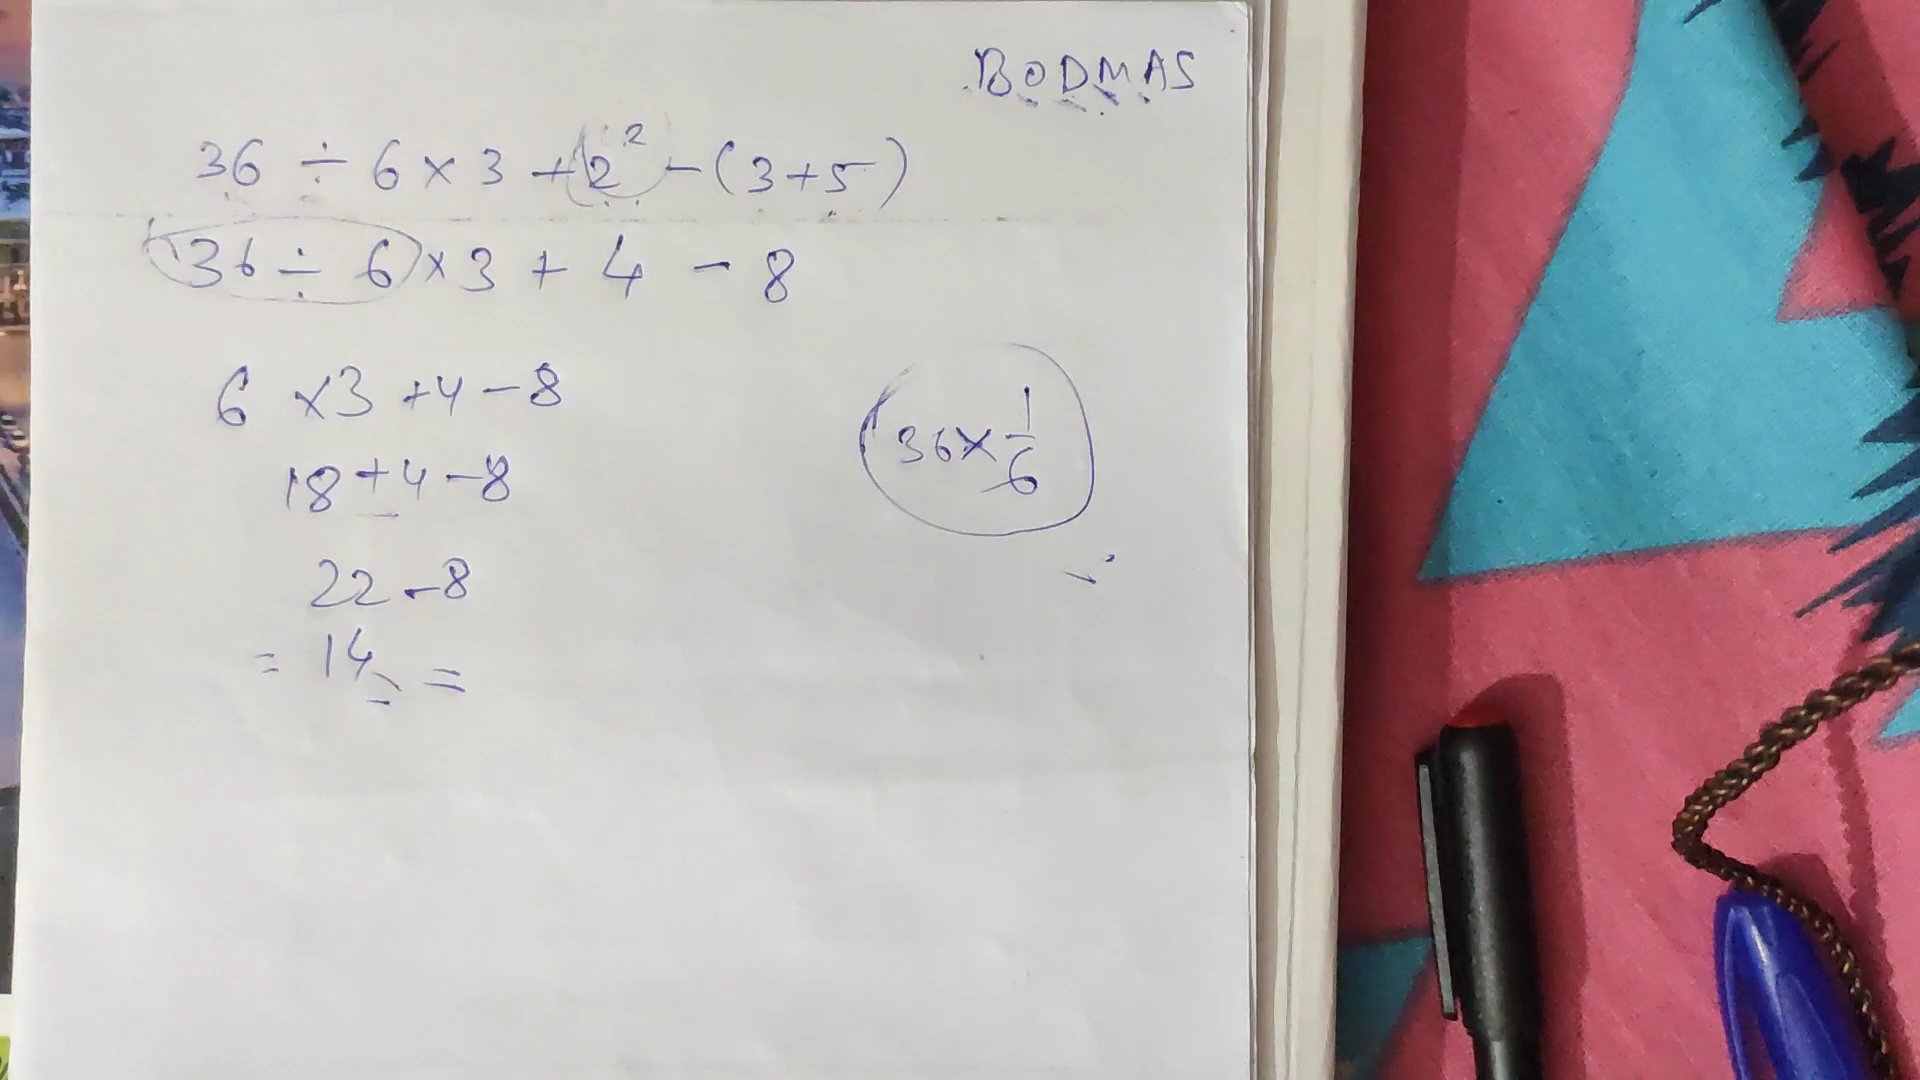 BODMAS
36 ÷ 6 × 3 + 2² - (3+5)
36 ÷ 6 × 3 + 4 - 8
6 × 3 + 4 - 8
36 × 1/6
18 + 4 - 8
22 - 8
= 14 =